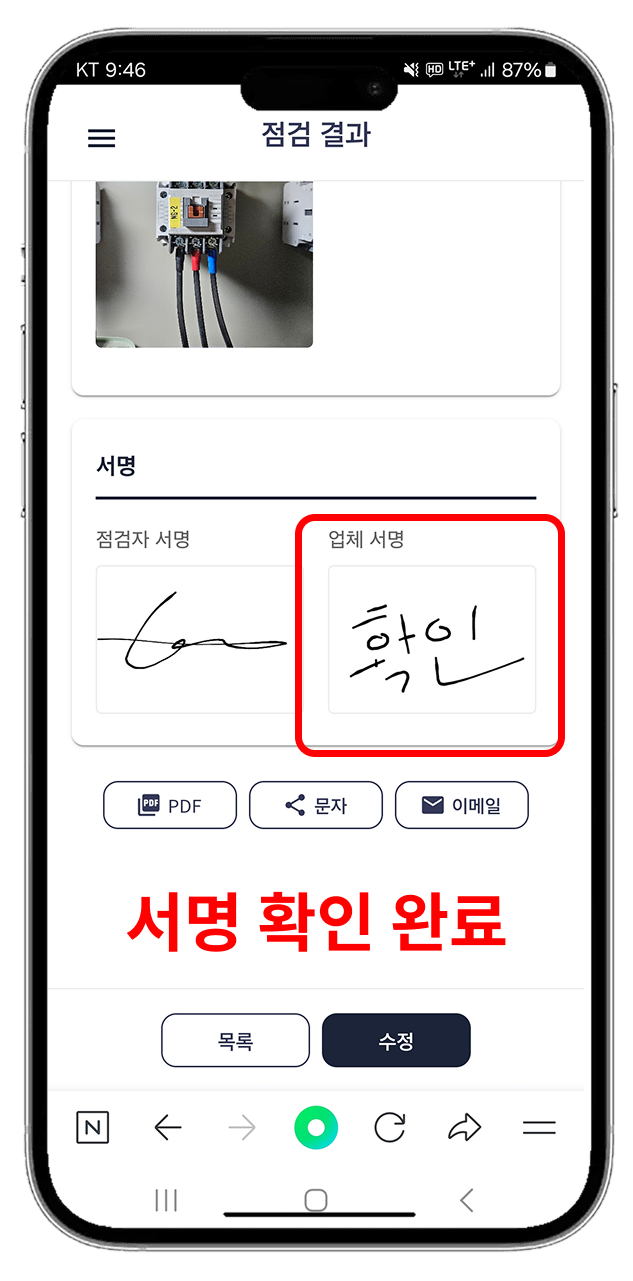 KT 9:46 HD LTE+ 87%
점검 결과
NG-2
서명
점검자 서명 업체 서명
확인
PDF PDF 문자 이메일
서명 확인 완료
목록 수정
N